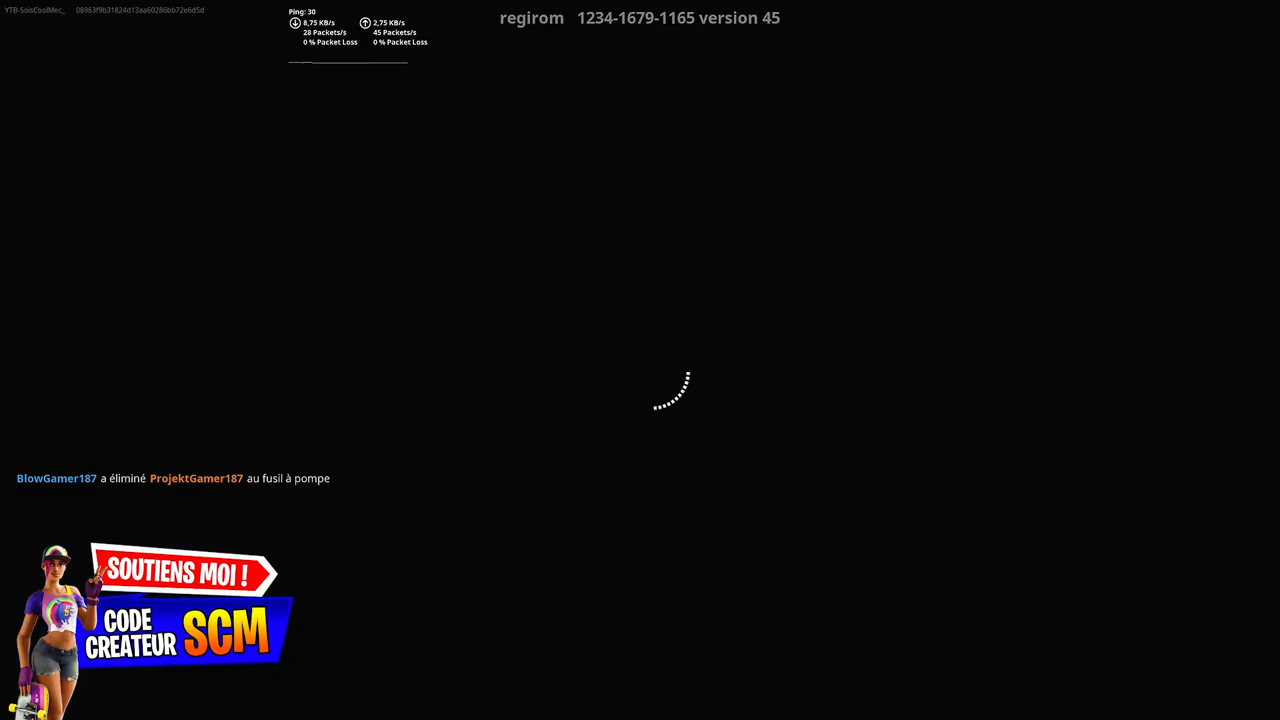 YTB-SoisCoolMec_ 08963f9b31824d13aa60286bb72e6d5d
Ping: 30
8,75 KB/s 2,75 KB/s
28 Packets/s 45 Packets/s
0 % Packet Loss 0 % Packet Loss
regirom 1234-1679-1165 version 45
BlowGamer187 a éliminé ProjektGamer187 au fusil à pompe
SOUTIENS MOI !
CODE
CREATEUR SCM